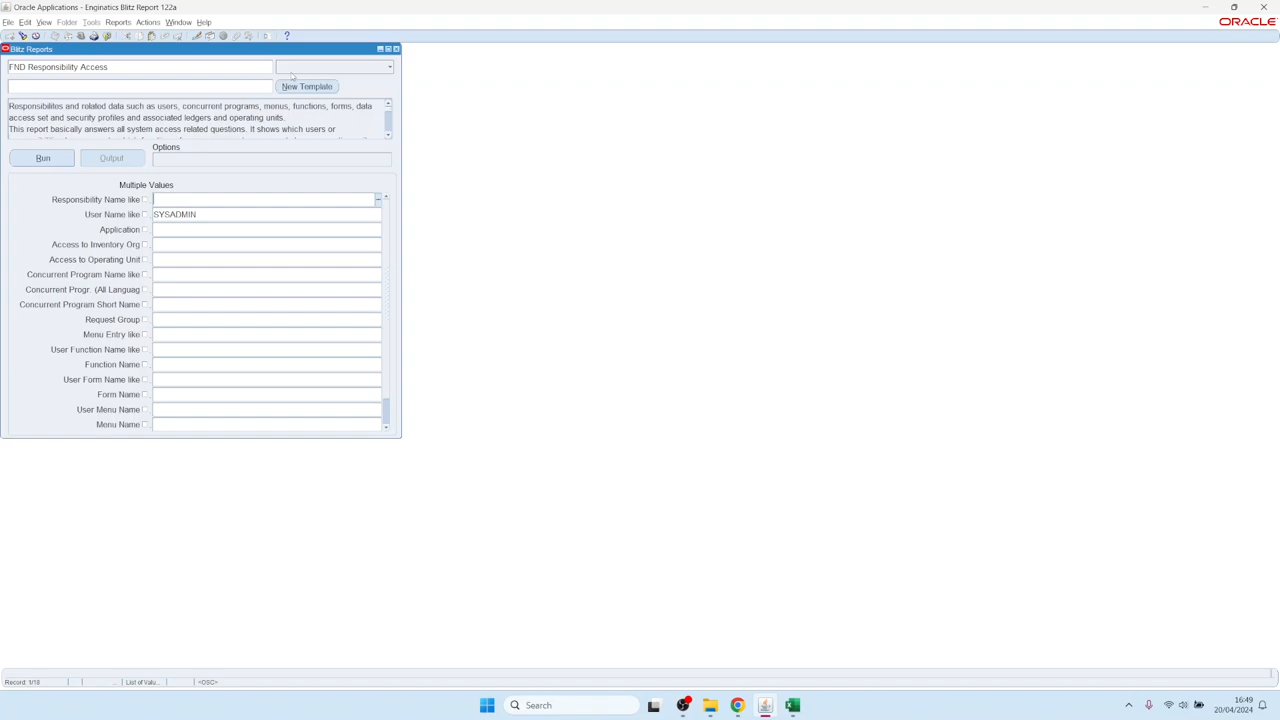 Oracle Applications - Enginatics Blitz Report 122a
File Edit View Folder Tools Reports Actions Window Help
ORACLE
Blitz Reports
FND Responsibility Access
New Template
Responsibilites and related data such as users, concurrent programs, menus, functions, forms, data
access set and security profiles and associated ledgers and operating units.
This report basically answers all system access related questions. It shows which users or
Run
Output
Options
Multiple Values
Responsibility Name like
User Name like SYSADMIN
Application
Access to Inventory Org
Access to Operating Unit
Concurrent Program Name like
Concurrent Progr. (All Languag
Concurrent Program Short Name
Request Group
Menu Entry like
User Function Name like
Function Name
User Form Name like
Form Name
User Menu Name
Menu Name
Record: 1/18 ... List of Valu... <OSC>
Search
16:49
20/04/2024